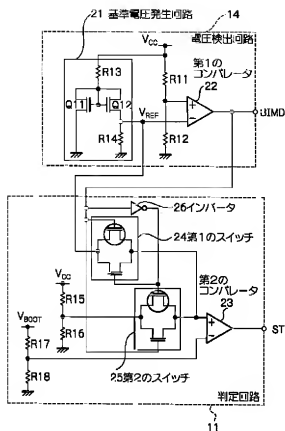 21 基準電圧発生回路
14
電圧検出回路
VCC
R13
R11
第1の
コンパレータ
22
Q11
Q12
VREF
R14
R12
UIMD
26インバータ
24第1のスイッチ
第2の
コンパレータ
23
VCC
R15
VBOOT
R16
R17
ST
R18
25第2のスイッチ
判定回路
11